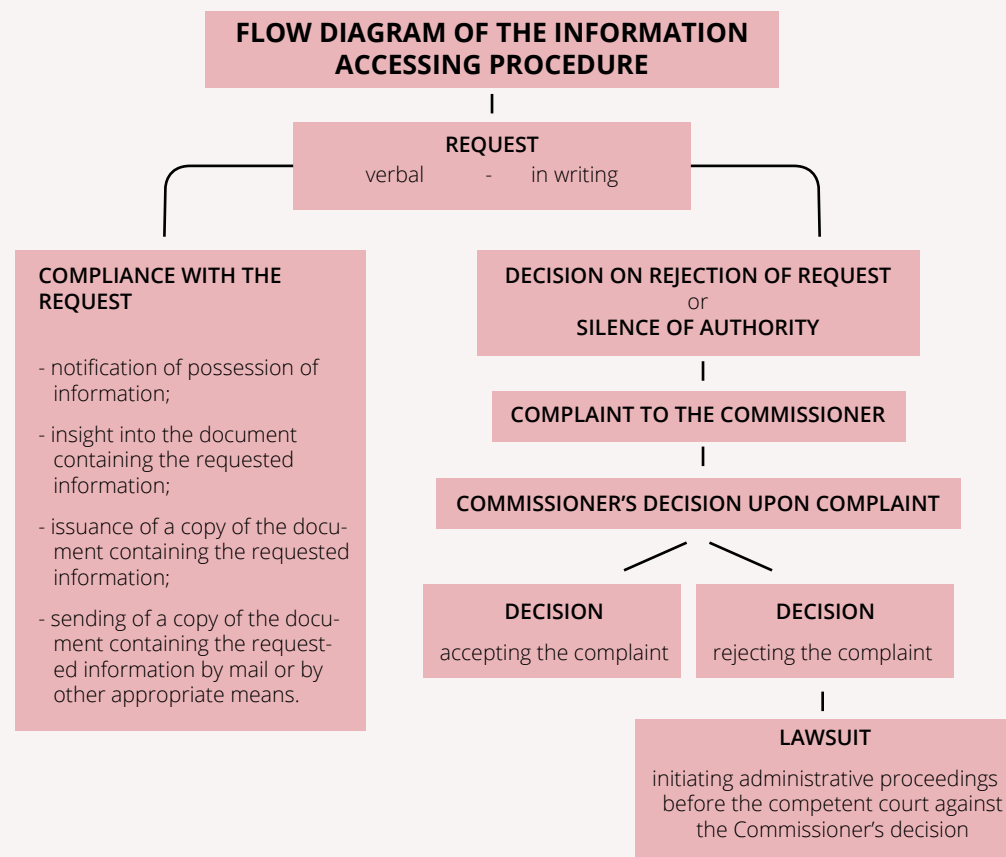 FLOW DIAGRAM OF THE INFORMATION
ACCESSING PROCEDURE
REQUEST
verbal - in writing
COMPLIANCE WITH THE
REQUEST
- notification of possession of
information;
- insight into the document
containing the requested
information;
- issuance of a copy of the docu-
ment containing the requested
information;
- sending of a copy of the docu-
ment containing the request-
ed information by mail or by
other appropriate means.
DECISION ON REJECTION OF REQUEST
or
SILENCE OF AUTHORITY
COMPLAINT TO THE COMMISSIONER
COMMISSIONER’S DECISION UPON COMPLAINT
DECISION
accepting the complaint
DECISION
rejecting the complaint
LAWSUIT
initiating administrative proceedings
before the competent court against
the Commissioner’s decision